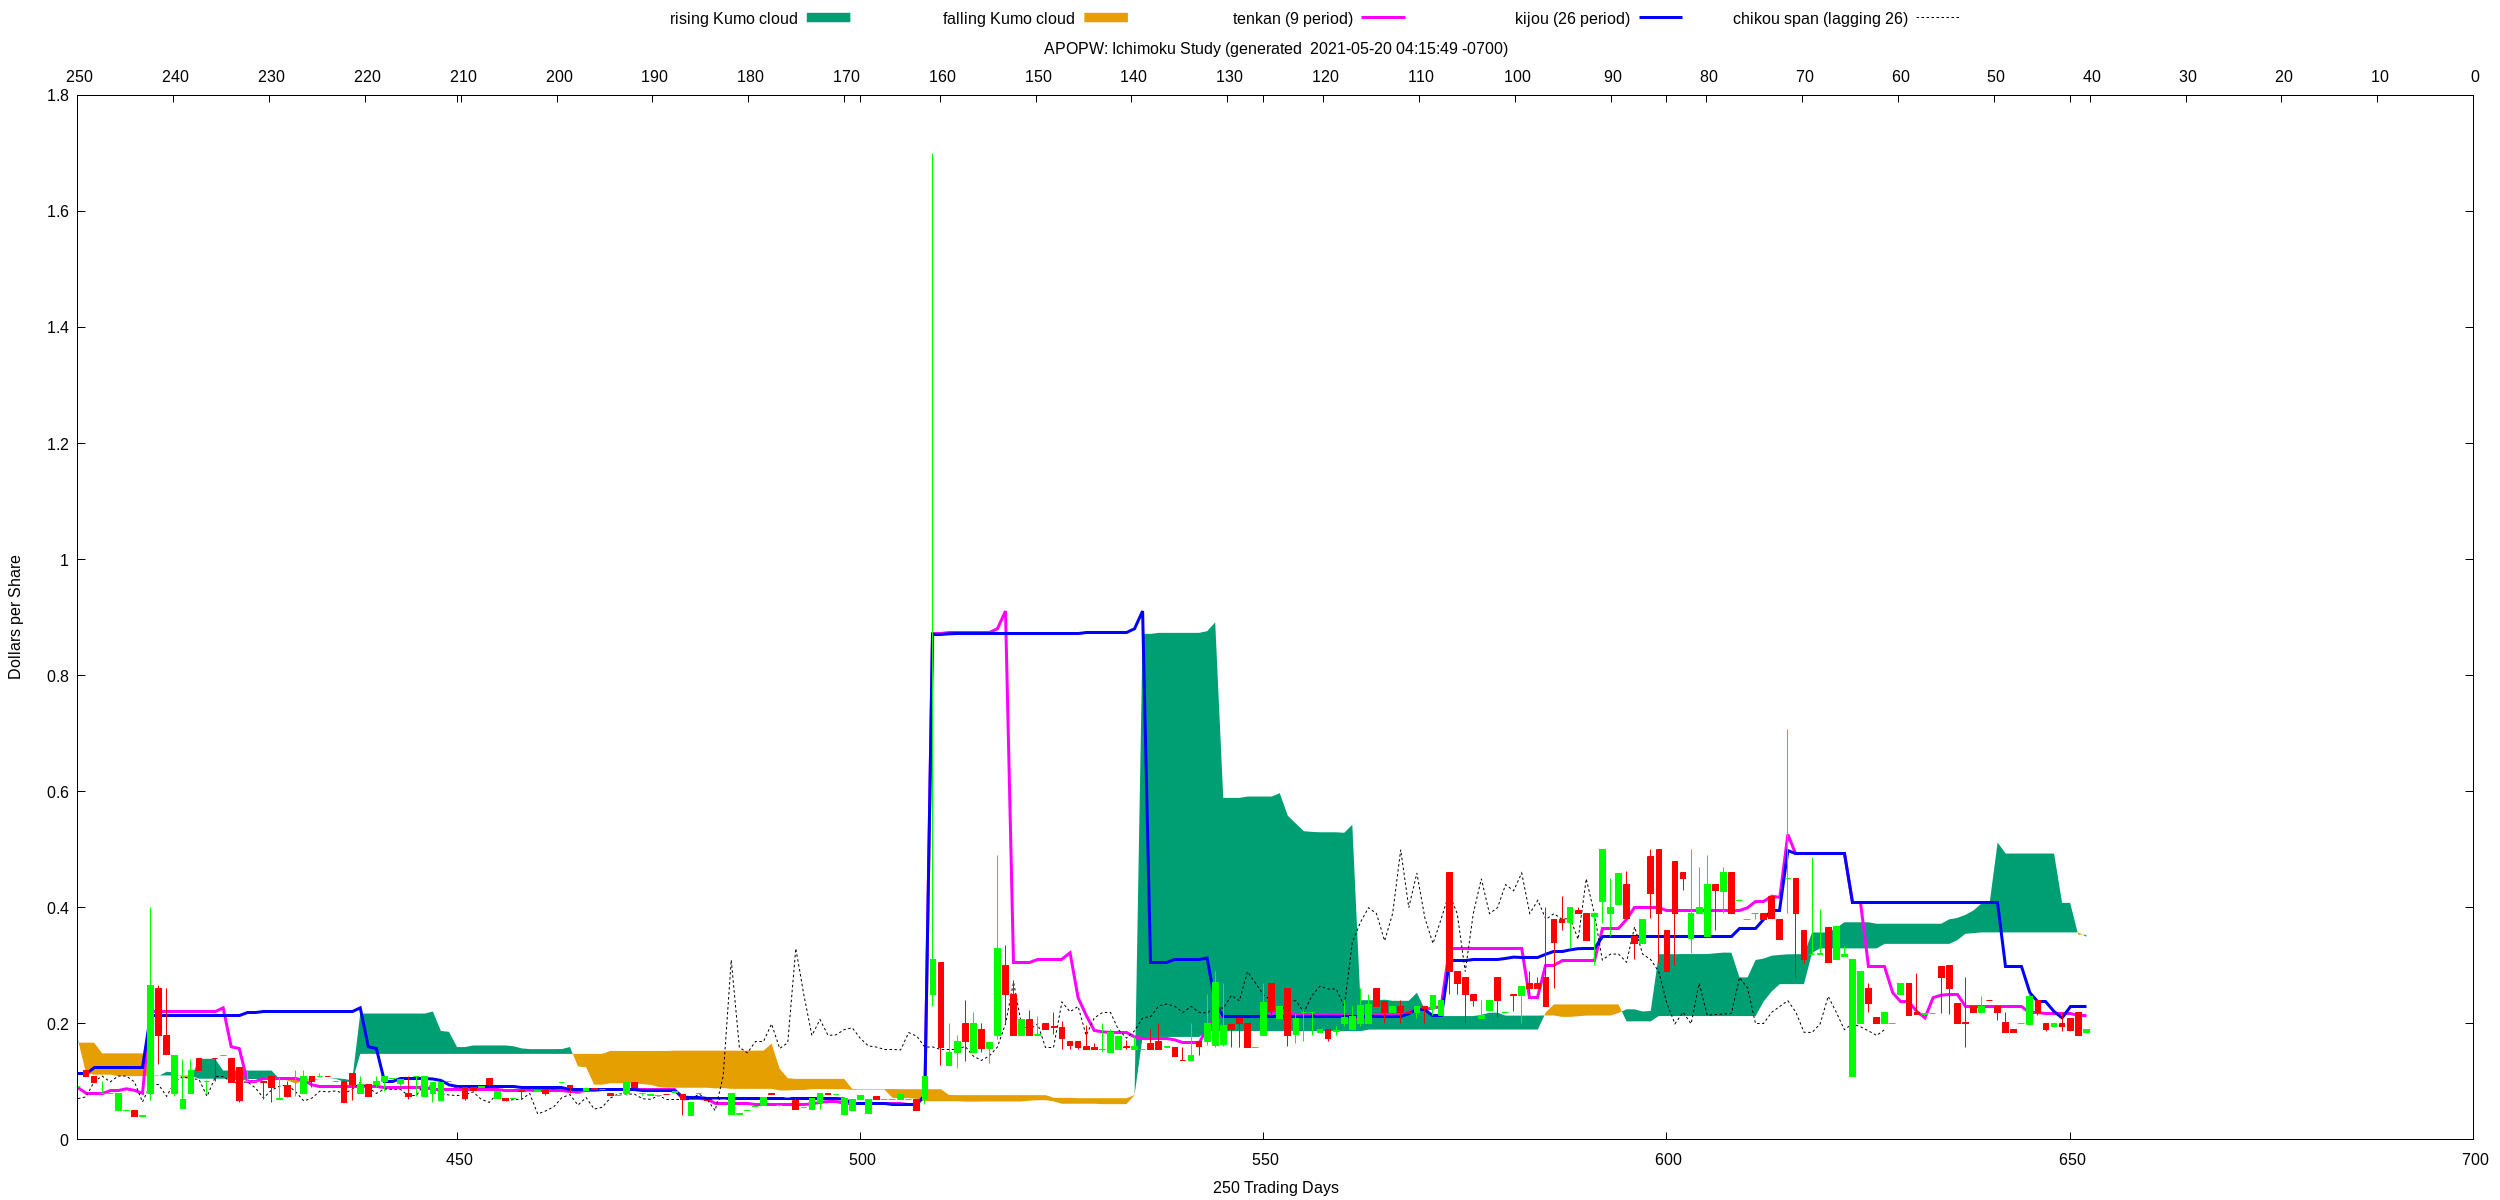 rising Kumo cloud falling Kumo cloud tenkan (9 period) kijou (26 period) chikou span (lagging 26)
APOPW: Ichimoku Study (generated 2021-05-20 04:15:49 -0700)
250 240 230 220 210 200 190 180 170 160 150 140 130 120 110 100 90 80 70 60 50 40 30 20 10 0
1.8
1.6
1.4
1.2
1
0.8
0.6
0.4
0.2
0
Dollars per Share
450 500 550 600 650 700
250 Trading Days